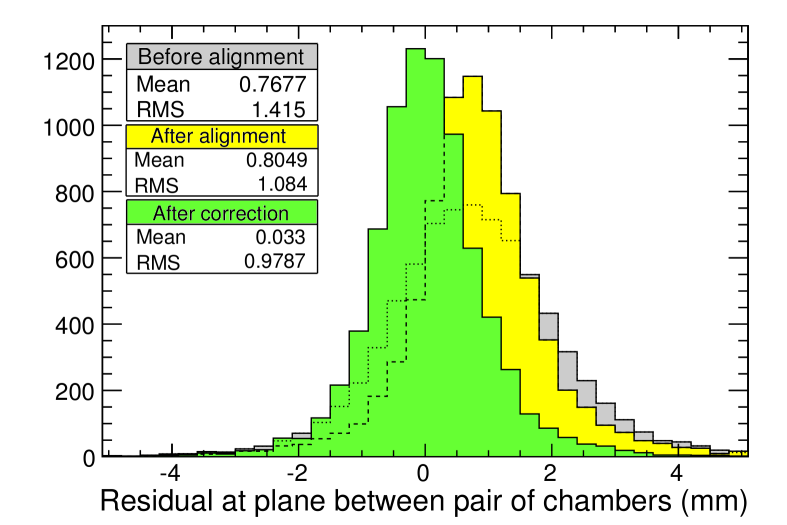 1200
1000
800
600
400
200
0
Before alignment
Mean 0.7677
RMS 1.415
After alignment
Mean 0.8049
RMS 1.084
After correction
Mean 0.033
RMS 0.9787
-4 -2 0 2 4
Residual at plane between pair of chambers (mm)